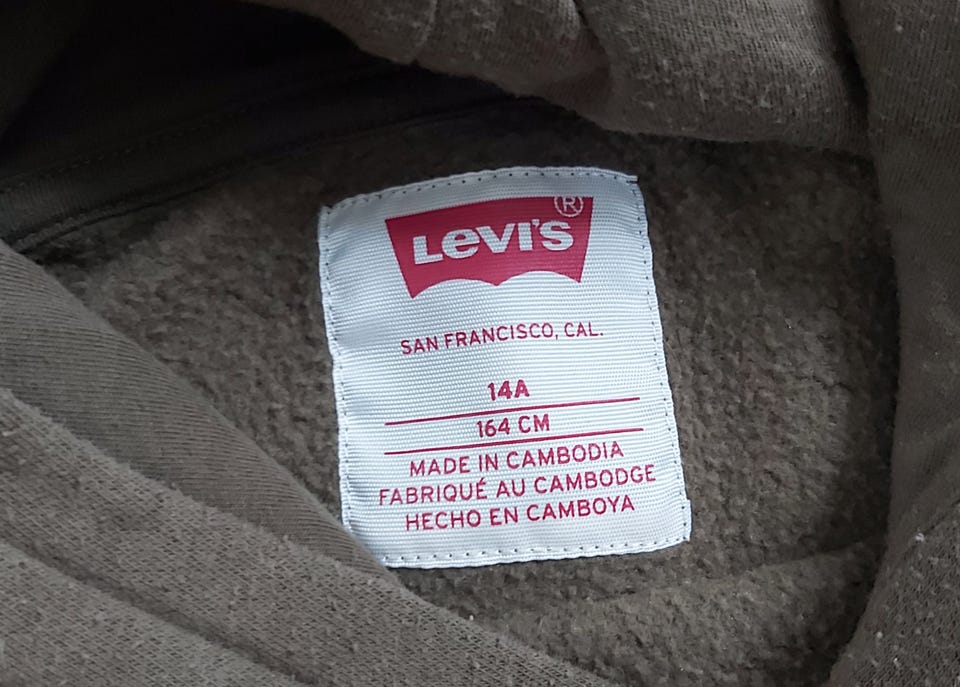 Levi's ®
SAN FRANCISCO, CAL.
14A
164 CM
MADE IN CAMBODIA
FABRIQUÉ AU CAMBODGE
HECHO EN CAMBOYA